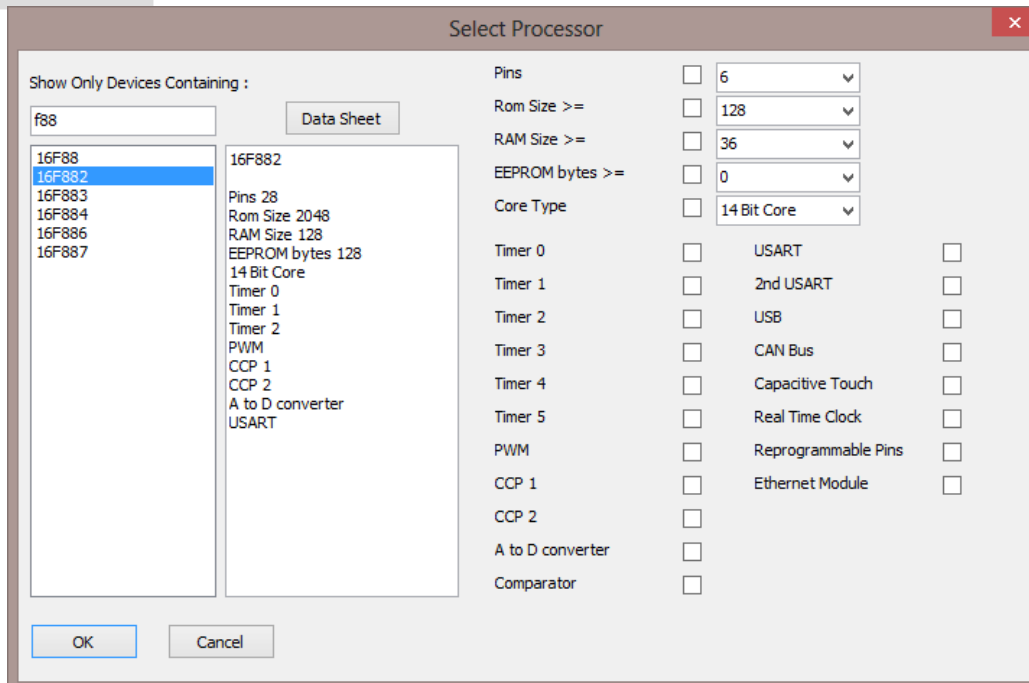 Select Processor
Show Only Devices Containing :
f88
Data Sheet
16F88
16F882
16F883
16F884
16F886
16F887
16F882
Pins 28
Rom Size 2048
RAM Size 128
EEPROM bytes 128
14 Bit Core
Timer 0
Timer 1
Timer 2
PWM
CCP 1
CCP 2
A to D converter
USART
Pins 6
Rom Size >= 128
RAM Size >= 36
EEPROM bytes >= 0
Core Type 14 Bit Core
Timer 0
Timer 1
Timer 2
Timer 3
Timer 4
Timer 5
PWM
CCP 1
CCP 2
A to D converter
Comparator
USART
2nd USART
USB
CAN Bus
Capacitive Touch
Real Time Clock
Reprogrammable Pins
Ethernet Module
OK
Cancel